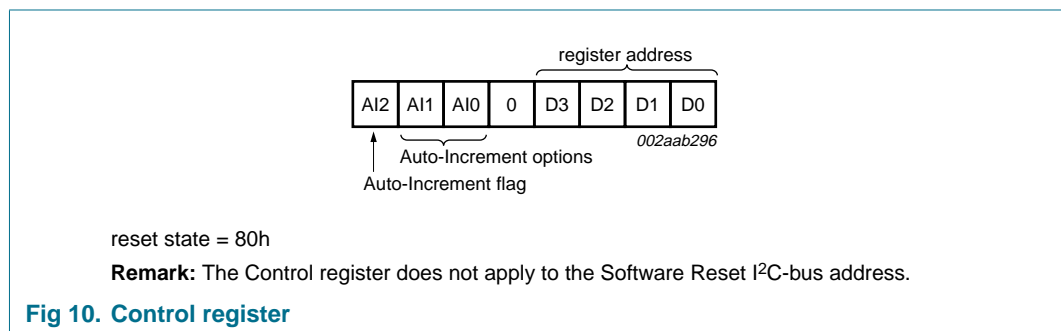 register address
AI2 AI1 AI0 0 D3 D2 D1 D0
002aab296
Auto-Increment options
Auto-Increment flag
reset state = 80h
Remark: The Control register does not apply to the Software Reset I²C-bus address.
Fig 10. Control register